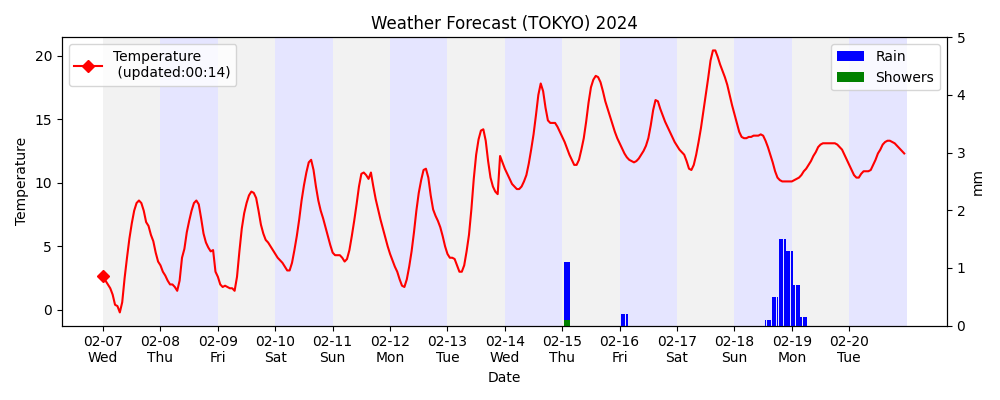 Weather Forecast (TOKYO) 2024
Temperature
(updated:00:14)
Rain
Showers
Temperature
20
15
10
5
0
5
4
3
2
1
0
mm
02-07 02-08 02-09 02-10 02-11 02-12 02-13 02-14 02-15 02-16 02-17 02-18 02-19 02-20
Wed Thu Fri Sat Sun Mon Tue Wed Thu Fri Sat Sun Mon Tue
Date